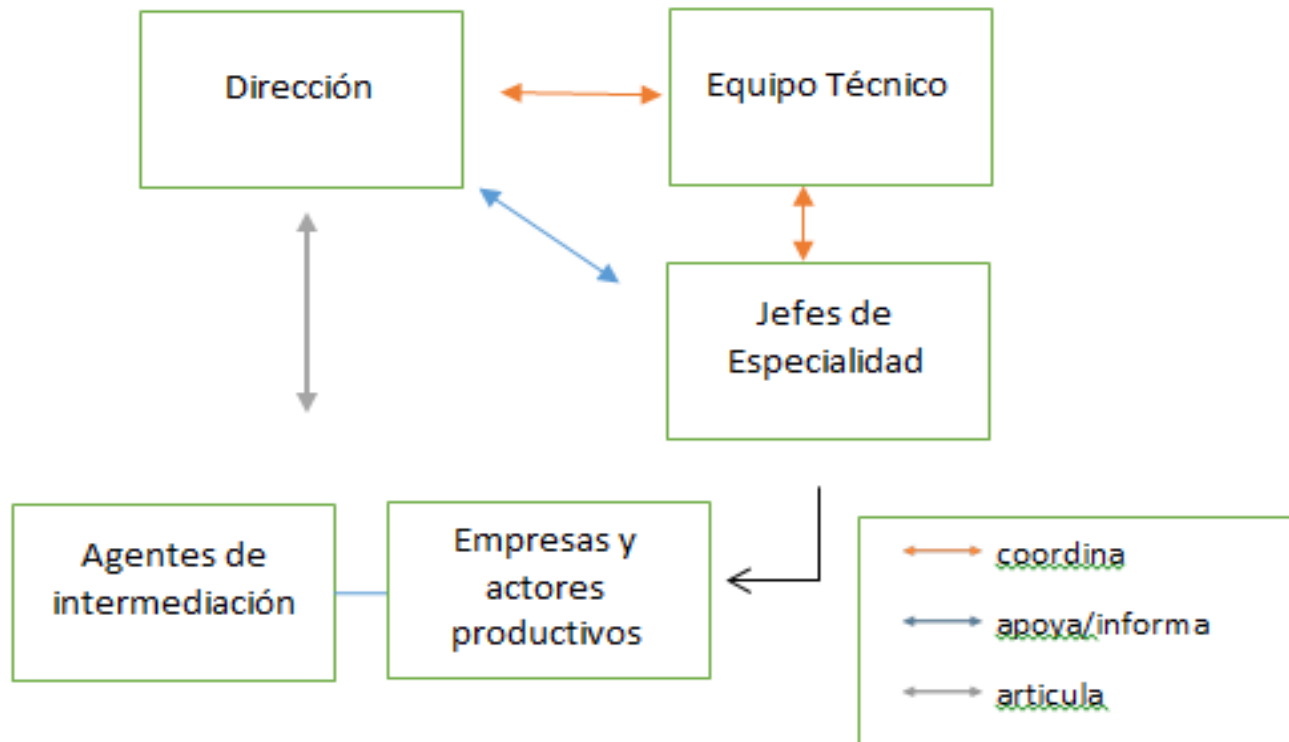 Dirección
Equipo Técnico
Jefes de
Especialidad
Agentes de
intermediación
Empresas y
actores
productivos
coordina
apoya/informa
articula